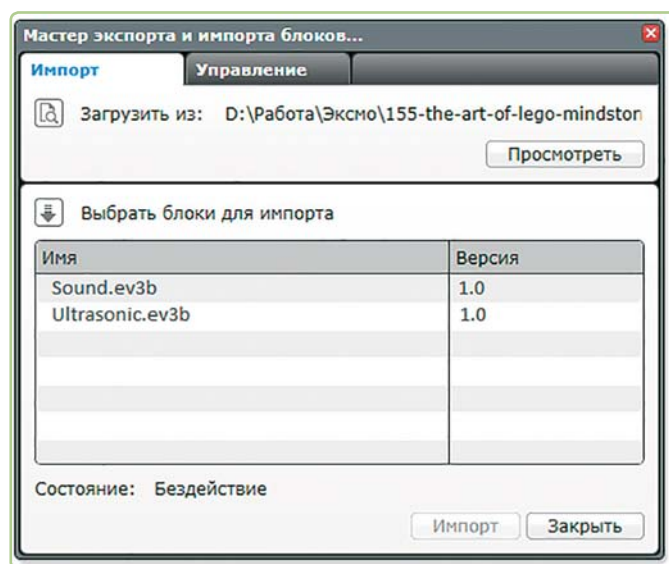 Мастер экспорта и импорта блоков...
Импорт Управление
Загрузить из: D:\Работа\Эксмо\155-the-art-of-lego-mindston
Просмотреть
Выбрать блоки для импорта
Имя Версия
Sound.ev3b 1.0
Ultrasonic.ev3b 1.0
Состояние: Бездействие
Импорт Закрыть